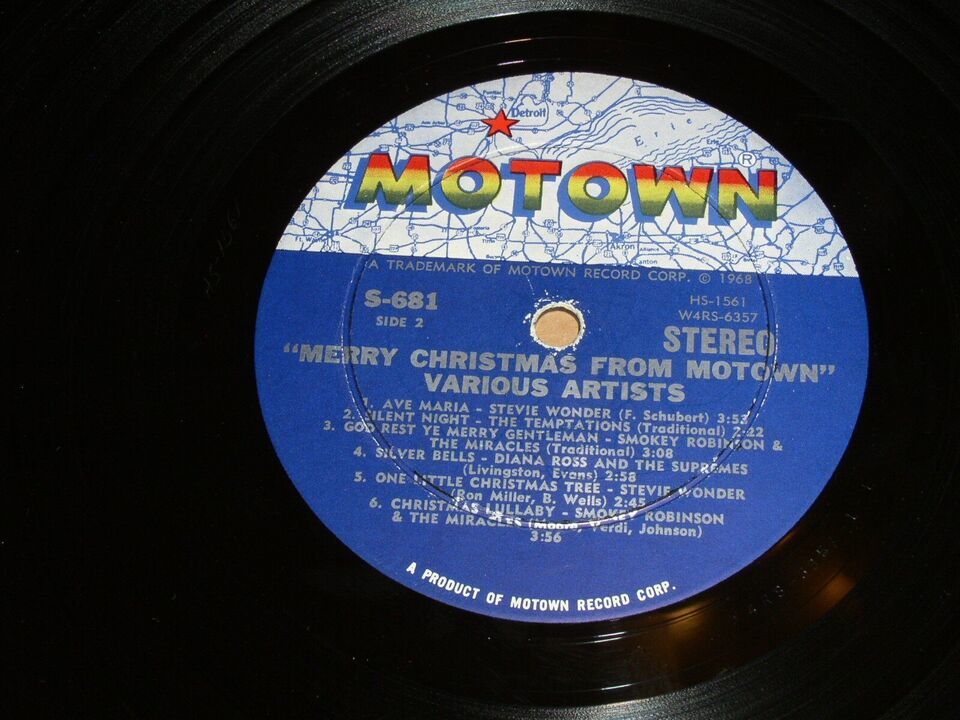 Detroit
Erie
Erie
MOTOWN®
Akron
Canton
A TRADEMARK OF MOTOWN RECORD CORP. © 1968
S-681
SIDE 2
HS-1561
W4RS-6357
STEREO
"MERRY CHRISTMAS FROM MOTOWN"
VARIOUS ARTISTS
1. AVE MARIA - STEVIE WONDER (F. Schubert) 3:53
2. SILENT NIGHT - THE TEMPTATIONS (Traditional) 2:22
3. GOD REST YE MERRY GENTLEMAN - SMOKEY ROBINSON &
THE MIRACLES (Traditional) 3:08
4. SILVER BELLS - DIANA ROSS AND THE SUPREMES
(Livingston, Evans) 2:58
5. ONE LITTLE CHRISTMAS TREE - STEVIE WONDER
(Ron Miller, B. Wells) 2:45
6. CHRISTMAS LULLABY - SMOKEY ROBINSON
& THE MIRACLES (Moore, Verdi, Johnson)
3:56
A PRODUCT OF MOTOWN RECORD CORP.